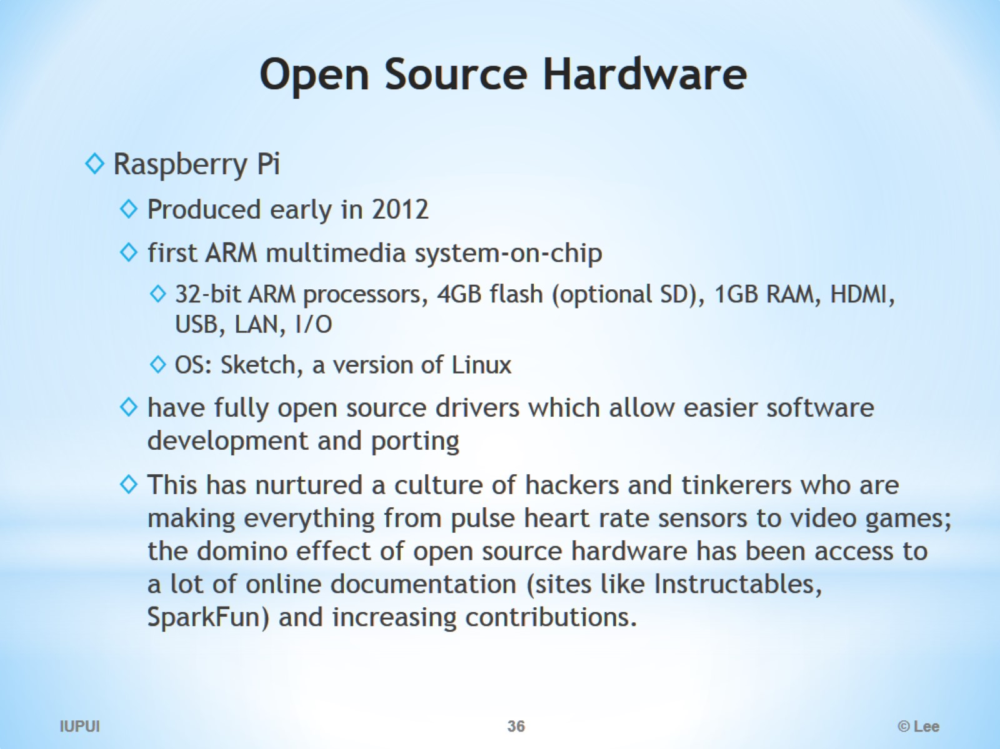 Open Source Hardware
Raspberry Pi
Produced early in 2012
first ARM multimedia system-on-chip
32-bit ARM processors, 4GB flash (optional SD), 1GB RAM, HDMI,
USB, LAN, I/O
OS: Sketch, a version of Linux
have fully open source drivers which allow easier software
development and porting
This has nurtured a culture of hackers and tinkerers who are
making everything from pulse heart rate sensors to video games;
the domino effect of open source hardware has been access to
a lot of online documentation (sites like Instructables,
SparkFun) and increasing contributions.
IUPUI 36 © Lee